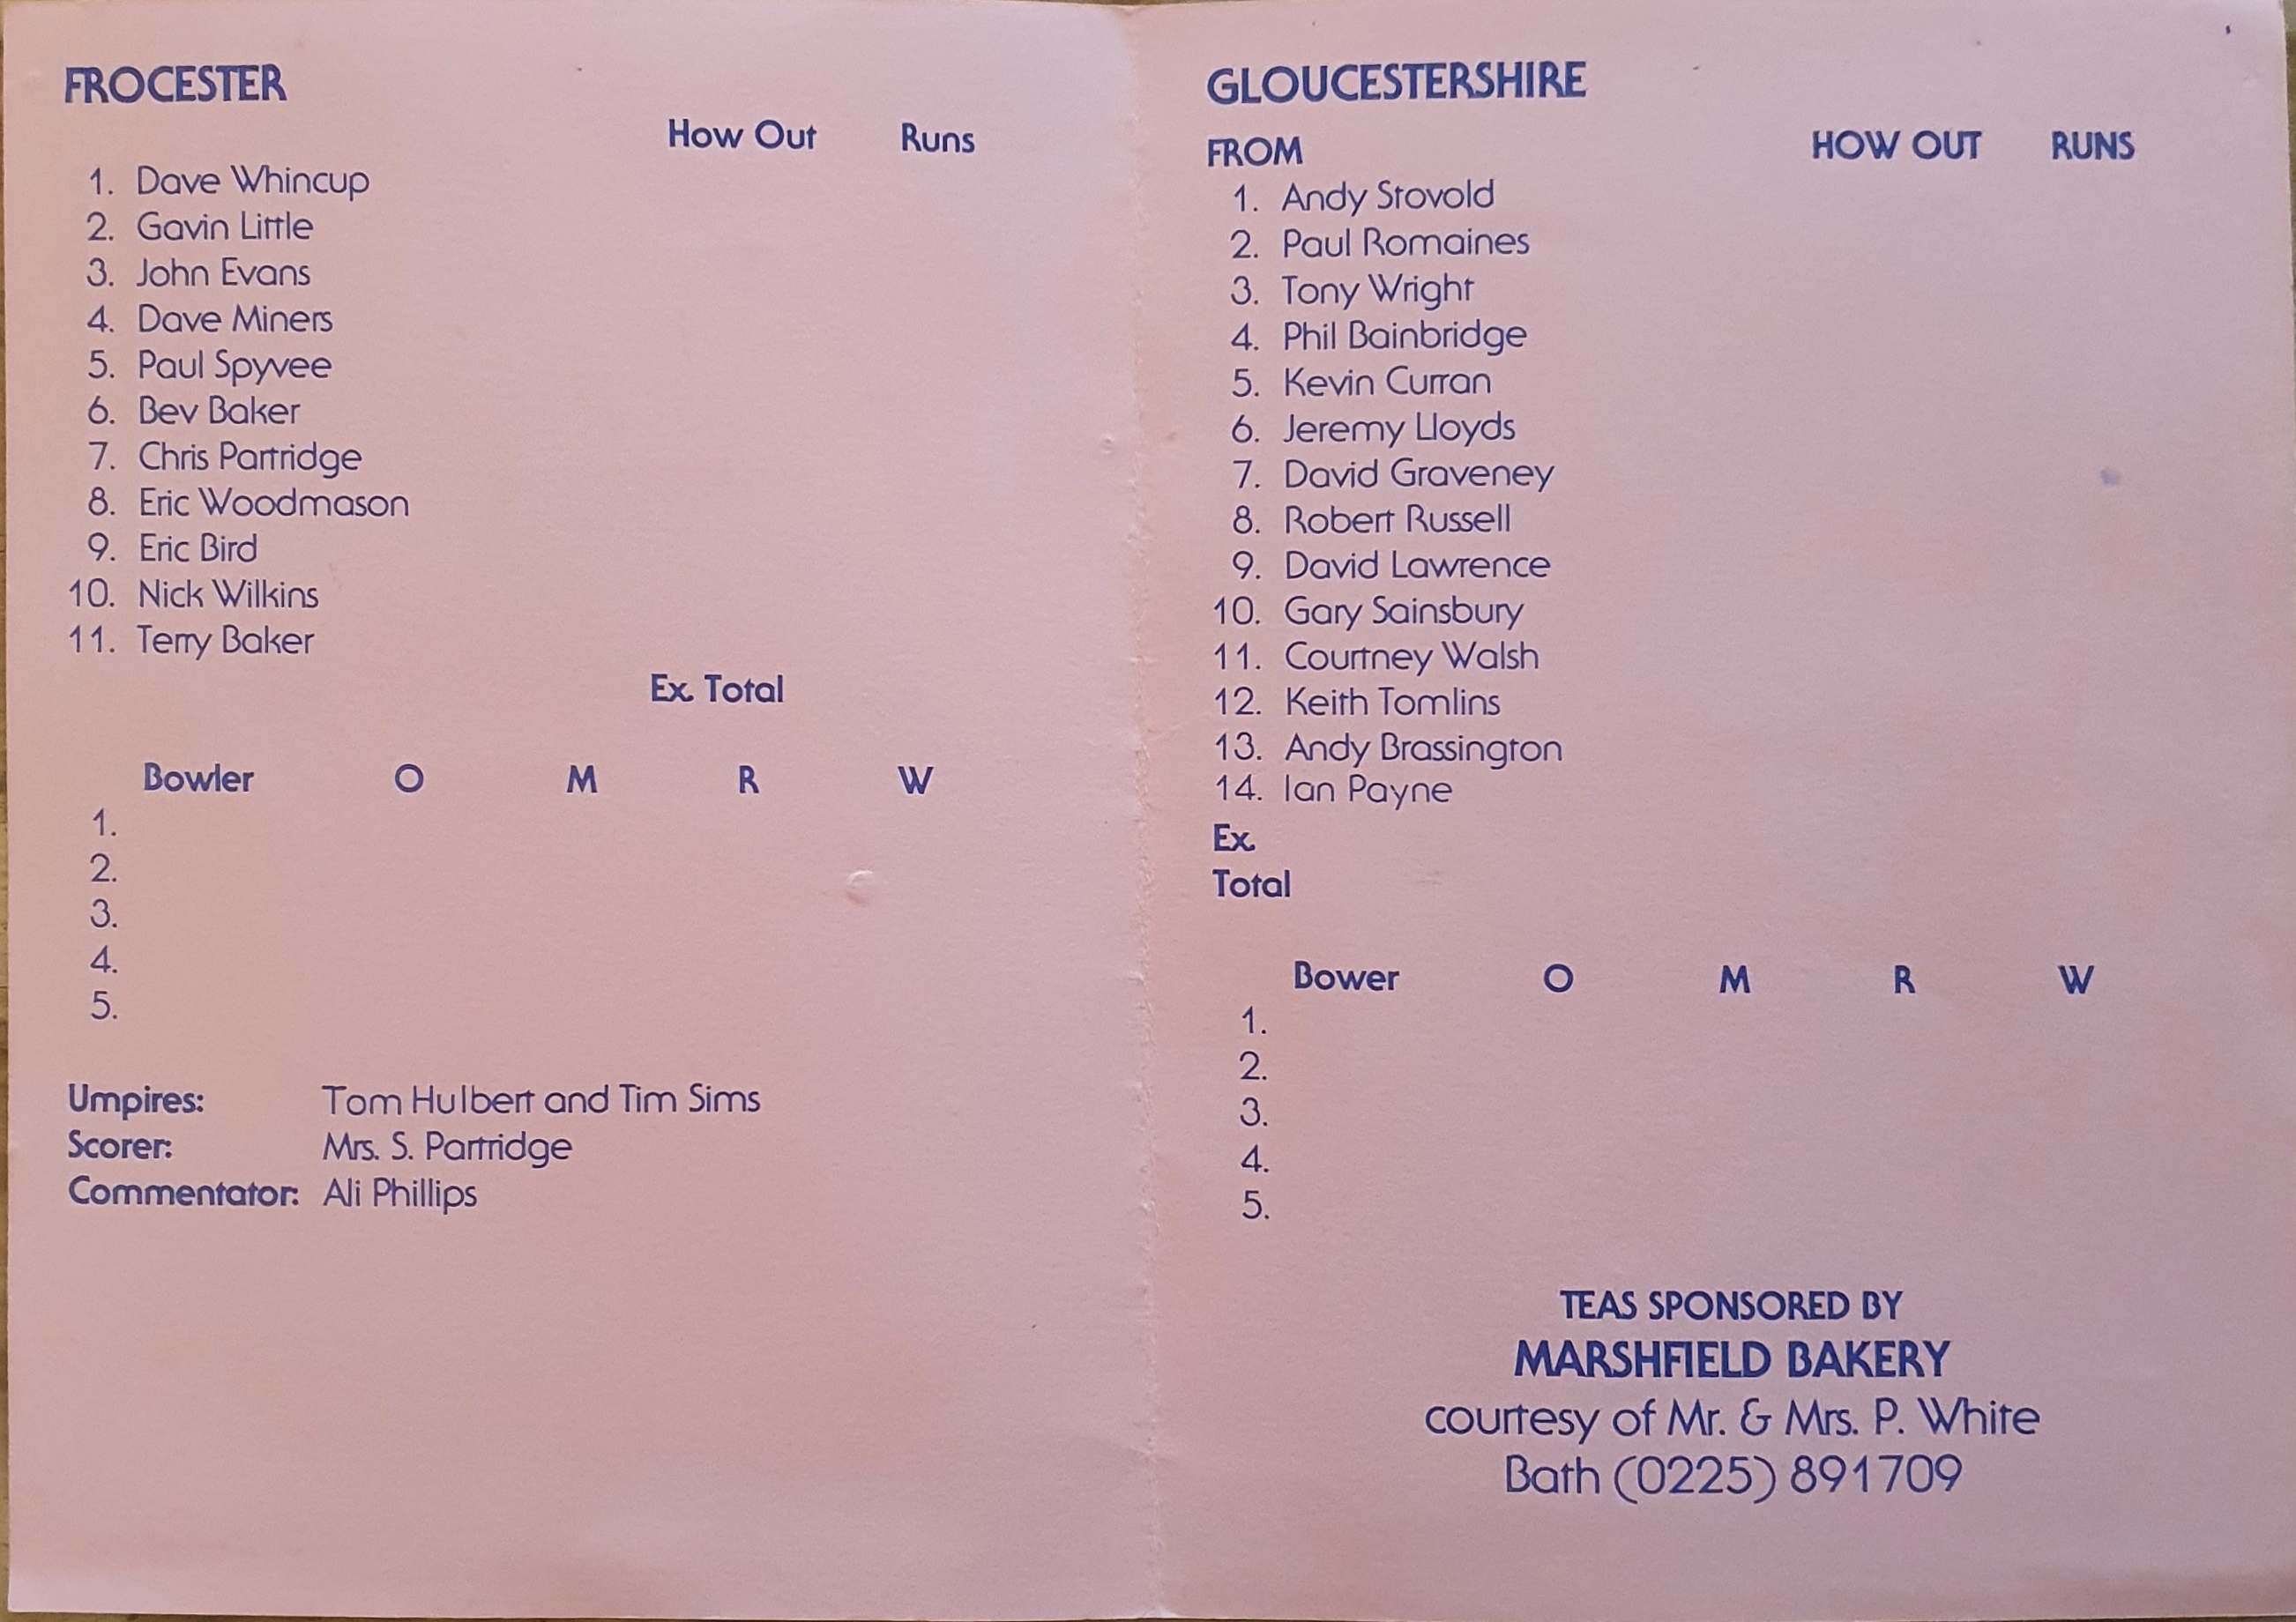 FROCESTER
How Out Runs
1. Dave Whincup
2. Gavin Little
3. John Evans
4. Dave Miners
5. Paul Spyvee
6. Bev Baker
7. Chris Partridge
8. Eric Woodmason
9. Eric Bird
10. Nick Wilkins
11. Terry Baker
Ex. Total
Bowler O M R W
1.
2.
3.
4.
5.
Umpires: Tom Hulbert and Tim Sims
Scorer: Mrs. S. Partridge
Commentator: Ali Phillips
GLOUCESTERSHIRE
FROM HOW OUT RUNS
1. Andy Stovold
2. Paul Romaines
3. Tony Wright
4. Phil Bainbridge
5. Kevin Curran
6. Jeremy Lloyds
7. David Graveney
8. Robert Russell
9. David Lawrence
10. Gary Sainsbury
11. Courtney Walsh
12. Keith Tomlins
13. Andy Brassington
14. Ian Payne
Ex.
Total
Bower O M R W
1.
2.
3.
4.
5.
TEAS SPONSORED BY
MARSHFIELD BAKERY
courtesy of Mr. & Mrs. P. White
Bath (0225) 891709